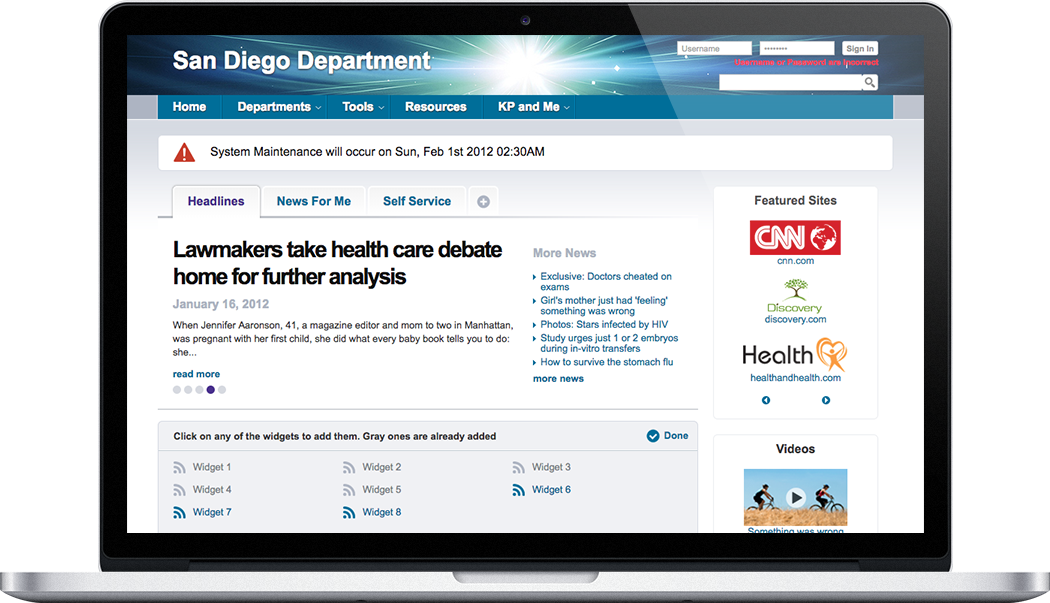 San Diego Department
Username
••••••••
Sign In
Username or Password are Incorrect
Home
Departments
Tools
Resources
KP and Me
System Maintenance will occur on Sun, Feb 1st 2012 02:30AM
Headlines
News For Me
Self Service
Lawmakers take health care debate
home for further analysis
January 16, 2012
When Jennifer Aaronson, 41, a magazine editor and mom to two in Manhattan,
was pregnant with her first child, she did what every baby book tells you to do:
she...
read more
More News
Exclusive: Doctors cheated on
exams
Girl's mother just had 'feeling'
something was wrong
Photos: Stars infected by HIV
Study urges just 1 or 2 embryos
during in-vitro transfers
How to survive the stomach flu
more news
Featured Sites
CNN
cnn.com
Discovery
discovery.com
Health
healthandhealth.com
Click on any of the widgets to add them. Gray ones are already added
Done
Widget 1
Widget 2
Widget 3
Widget 4
Widget 5
Widget 6
Widget 7
Widget 8
Videos
Something was wrong